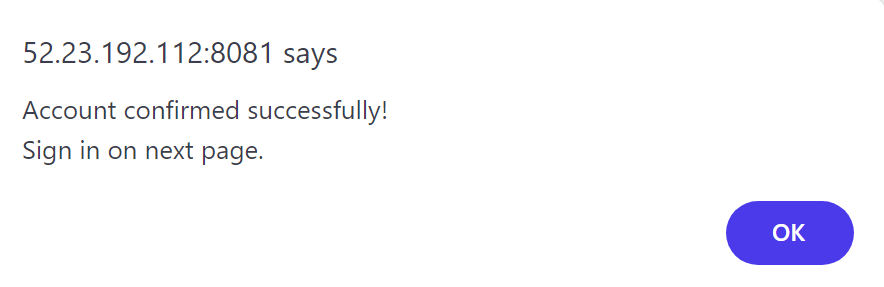 52.23.192.112:8081 says
Account confirmed successfully!
Sign in on next page.
OK